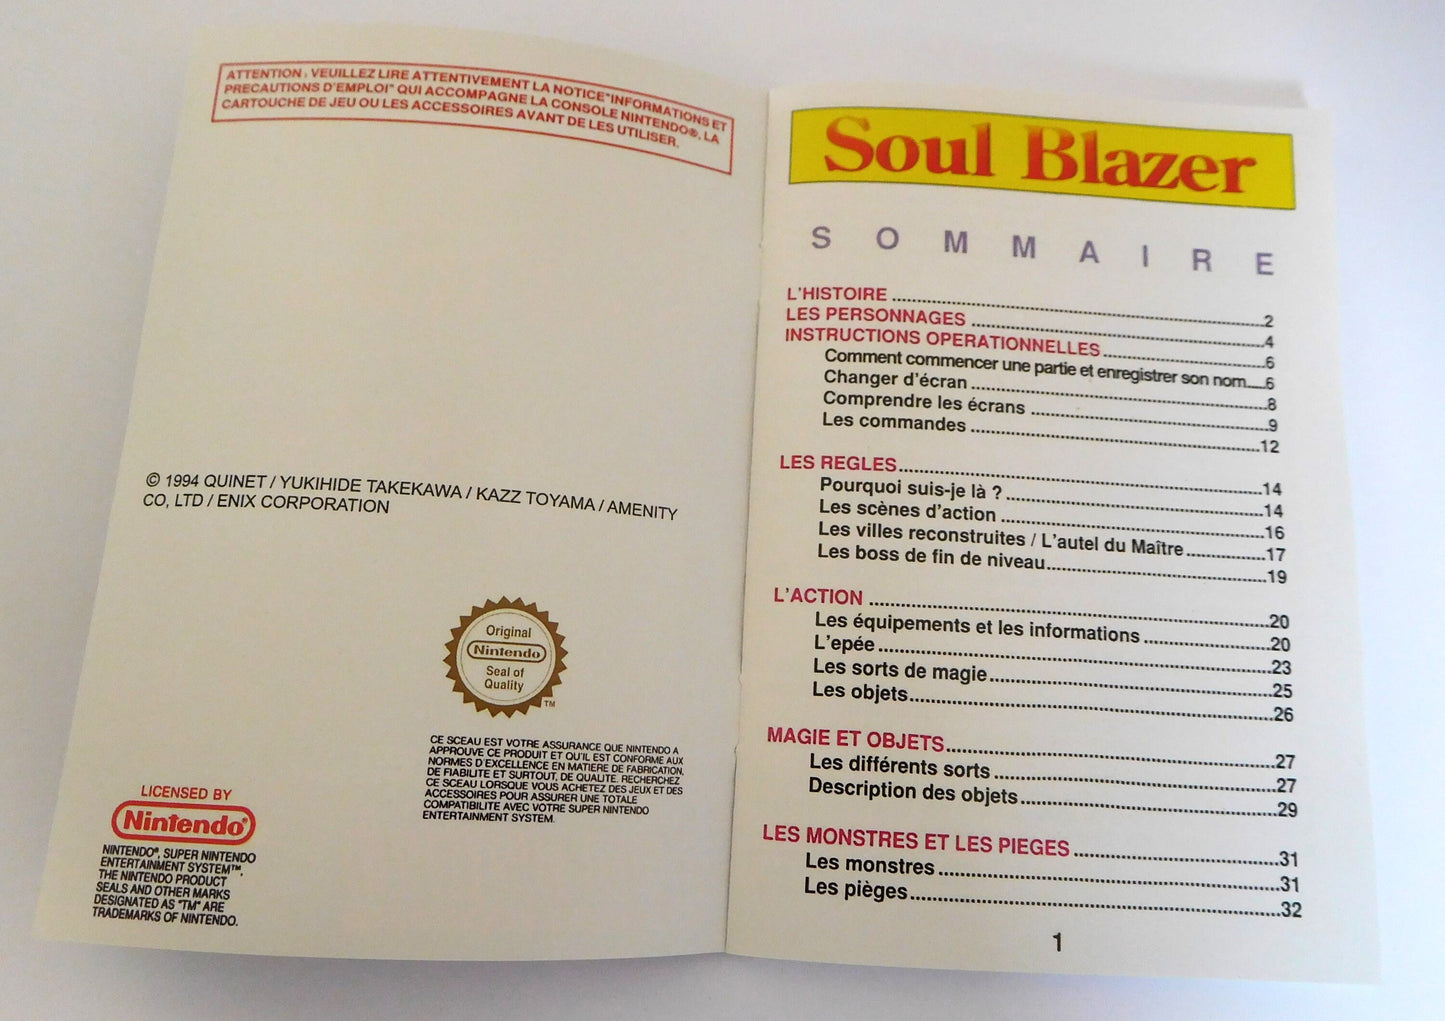 ATTENTION: VEUILLEZ LIRE ATTENTIVEMENT LA NOTICE "INFORMATIONS ET
PRECAUTIONS D'EMPLOI" QUI ACCOMPAGNE LA CONSOLE NINTENDO®, LA
CARTOUCHE DE JEU OU LES ACCESSOIRES AVANT DE LES UTILISER.
© 1994 QUINET / YUKIHIDE TAKEKAWA / KAZZ TOYAMA / AMENITY
CO, LTD / ENIX CORPORATION
Original
Nintendo
Seal of
Quality
TM
CE SCEAU EST VOTRE ASSURANCE QUE NINTENDO A
APPROUVE CE PRODUIT ET QU'IL EST CONFORME AUX
NORMES D'EXCELLENCE EN MATIERE DE FABRICATION,
DE FIABILITE ET SURTOUT, DE QUALITE. RECHERCHEZ
CE SCEAU LORSQUE VOUS ACHETEZ DES JEUX ET DES
ACCESSOIRES POUR ASSURER UNE TOTALE
COMPATIBILITE AVEC VOTRE SUPER NINTENDO
ENTERTAINMENT SYSTEM.
LICENSED BY
Nintendo®
NINTENDO®, SUPER NINTENDO
ENTERTAINMENT SYSTEM™,
THE NINTENDO PRODUCT
SEALS AND OTHER MARKS
DESIGNATED AS "TM" ARE
TRADEMARKS OF NINTENDO.
Soul Blazer
SOMMAIRE
L'HISTOIRE ........ 2
LES PERSONNAGES ........ 4
INSTRUCTIONS OPERATIONNELLES ........ 6
Comment commencer une partie et enregistrer son nom ..... 6
Changer d'écran ........ 8
Comprendre les écrans ........ 9
Les commandes ........ 12
LES REGLES ........ 14
Pourquoi suis-je là ? ........ 14
Les scènes d'action ........ 16
Les villes reconstruites / L'autel du Maître ........ 17
Les boss de fin de niveau ........ 19
L'ACTION ........ 20
Les équipements et les informations ........ 20
L'epée ........ 23
Les sorts de magie ........ 25
Les objets ........ 26
MAGIE ET OBJETS ........ 27
Les différents sorts ........ 27
Description des objets ........ 29
LES MONSTRES ET LES PIEGES ........ 31
Les monstres ........ 31
Les pièges ........ 32
1